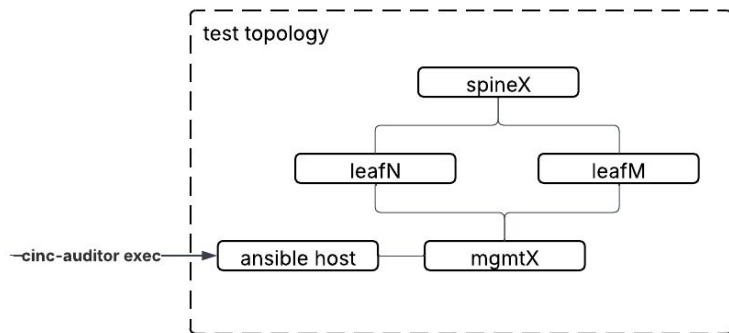 test topology
spineX
leafN
leafM
cinc-auditor exec
ansible host
mgmtX